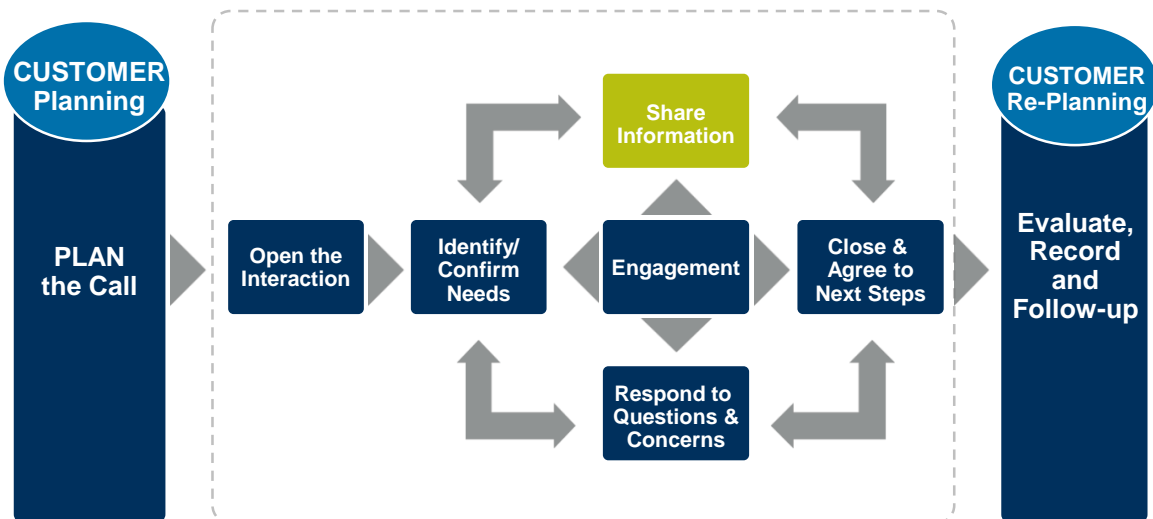 CUSTOMER
Planning
PLAN
the Call
Open the
Interaction
Identify/
Confirm
Needs
Share
Information
Engagement
Respond to
Questions &
Concerns
Close &
Agree to
Next Steps
CUSTOMER
Re-Planning
Evaluate,
Record
and
Follow-up